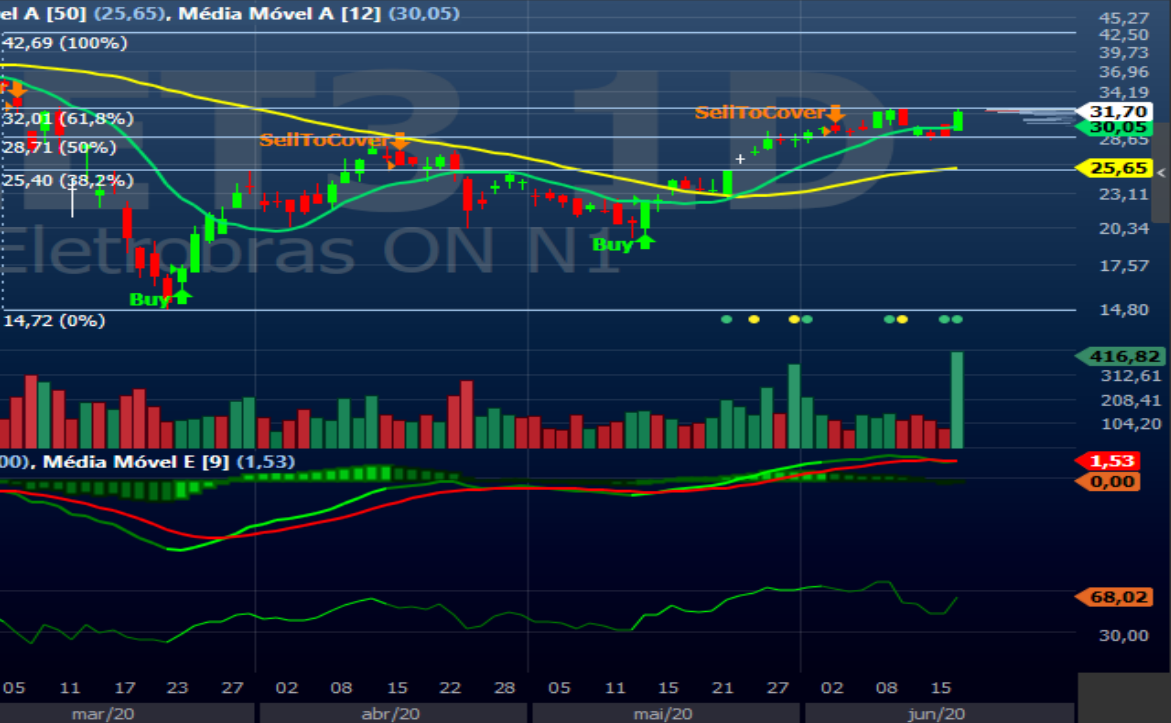 el A [50] (25,65), Média Móvel A [12] (30,05)
45,27
42,50
42,69 (100%)
39,73
36,96
34,19
SellToCover
31,70
32,01 (61,8%)
30,05
SellToCover
28,65
28,71 (50%)
25,65
25,40 (38,2%)
23,11
ET3 1D
20,34
Eletrobras ON N1
Buy
17,57
Buy
14,80
14,72 (0%)
416,82
312,61
208,41
104,20
00), Média Móvel E [9] (1,53)
1,53
0,00
68,02
30,00
05 11 17 23 27 02 08 15 22 28 05 11 15 21 27 02 08 15
mar/20 abr/20 mai/20 jun/20